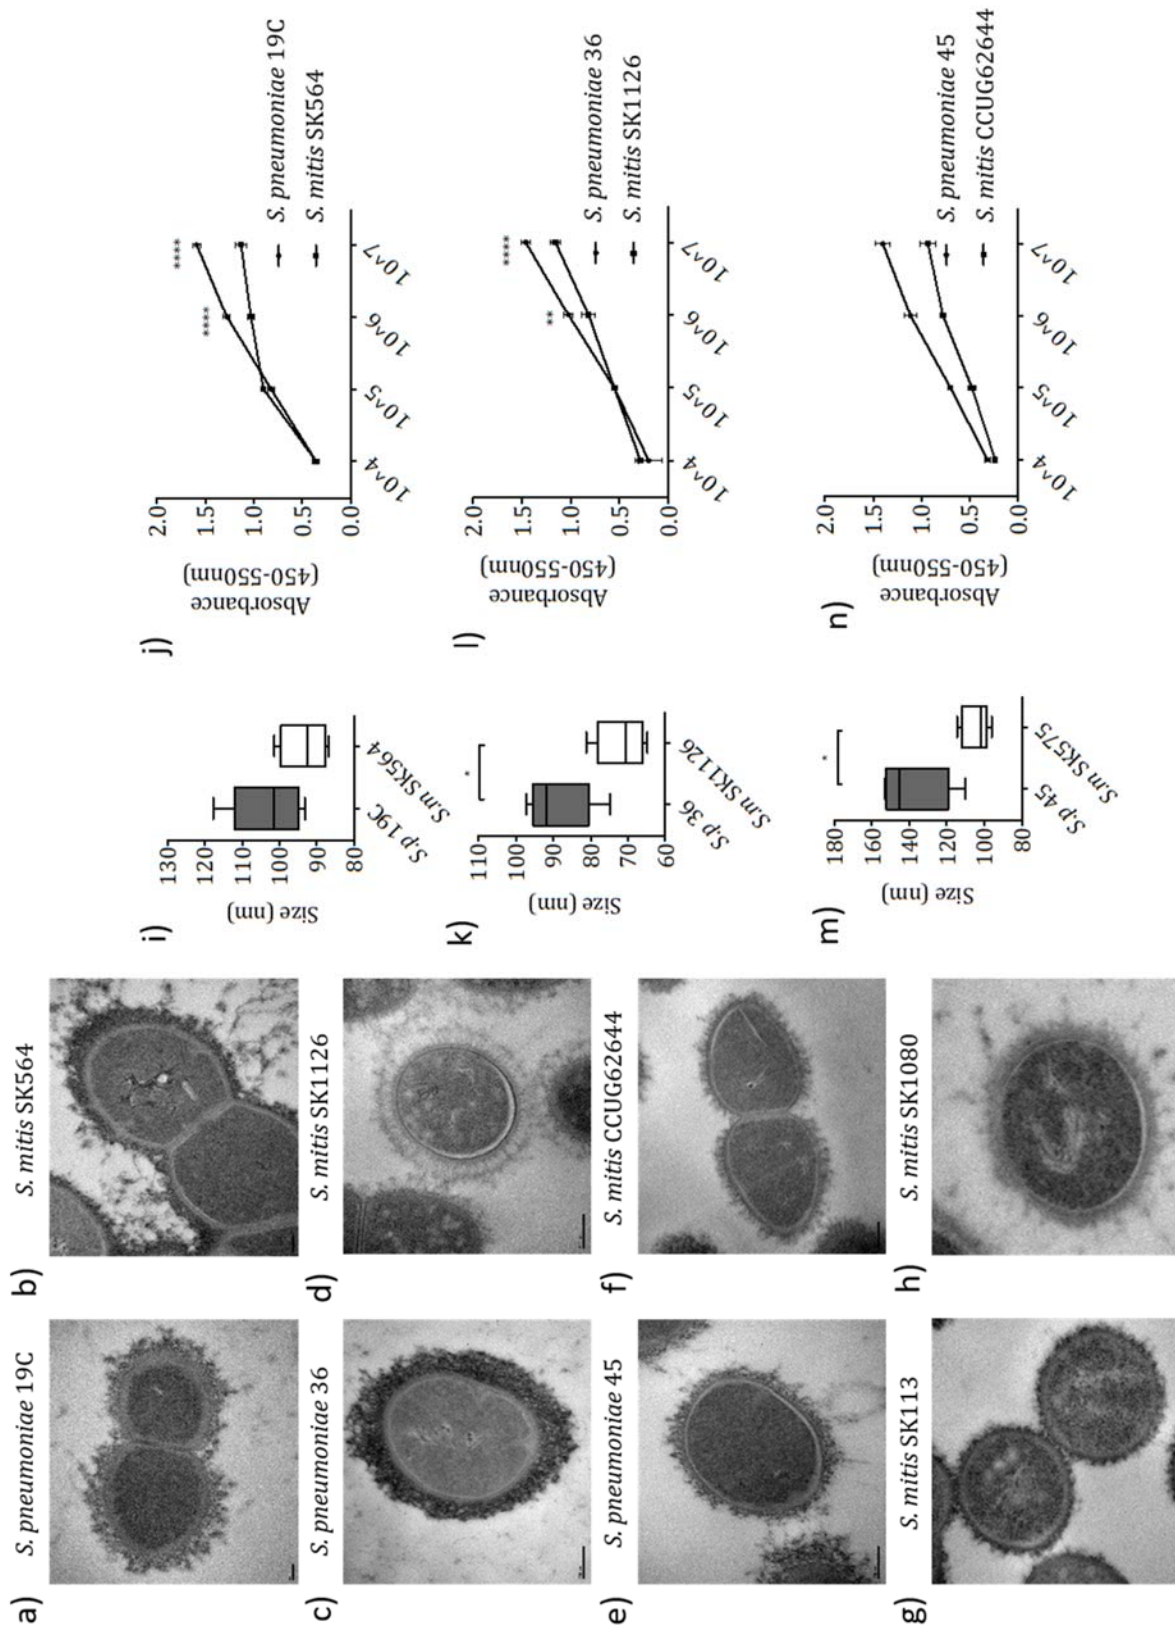 a)
S. pneumoniae 19C
b)
S. mitis SK564
c)
S. pneumoniae 36
d)
S. mitis SK1126
e)
S. pneumoniae 45
f)
S. mitis CCUG62644
g)
S. mitis SK113
h)
S. mitis SK1080
i)
Size (nm)
130
120
110
100
90
80
S.p 19C
S.m SK564
j)
Absorbance
(450-550nm)
2.0
1.5
1.0
0.5
0.0
10^4
10^5
10^6
10^7
****
****
S. pneumoniae 19C
S. mitis SK564
k)
Size (nm)
110
100
90
80
70
60
*
S.p 36
S.m SK1126
l)
Absorbance
(450-550nm)
2.0
1.5
1.0
0.5
0.0
10^4
10^5
10^6
10^7
**
****
S. pneumoniae 36
S. mitis SK1126
m)
Size (nm)
180
160
140
120
100
80
*
S.p 45
S.m SK575
n)
Absorbance
(450-550nm)
2.0
1.5
1.0
0.5
0.0
10^4
10^5
10^6
10^7
S. pneumoniae 45
S. mitis CCUG62644